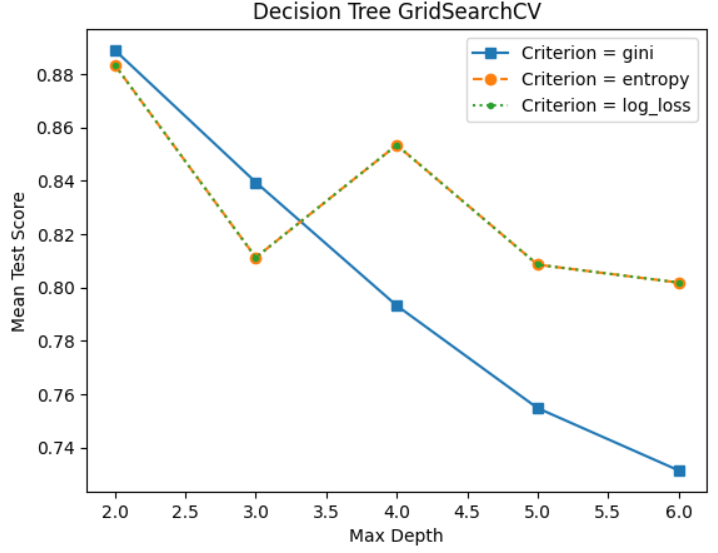 Decision Tree GridSearchCV
Criterion = gini
Criterion = entropy
Criterion = log_loss
Mean Test Score
0.88
0.86
0.84
0.82
0.80
0.78
0.76
0.74
2.0 2.5 3.0 3.5 4.0 4.5 5.0 5.5 6.0
Max Depth